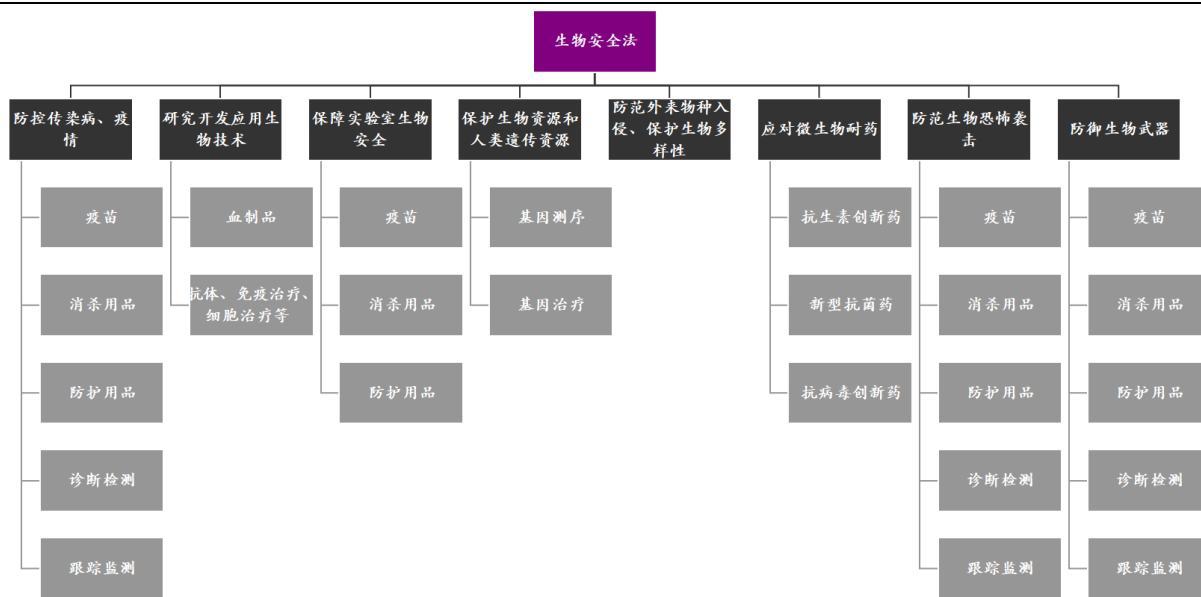 生物安全法
防控传染病、疫
情
研究开发应用生
物技术
保障实验室生物
安全
保护生物资源和
人类遗传资源
防范外来物种入
侵、保护生物多
样性
应对微生物耐药
防范生物恐怖袭
击
防御生物武器
疫苗
消杀用品
防护用品
诊断检测
跟踪监测
血制品
抗体、免疫治疗、
细胞治疗等
疫苗
消杀用品
防护用品
基因测序
基因治疗
抗生素创新药
新型抗菌药
抗病毒创新药
疫苗
消杀用品
防护用品
诊断检测
跟踪监测
疫苗
消杀用品
防护用品
诊断检测
跟踪监测